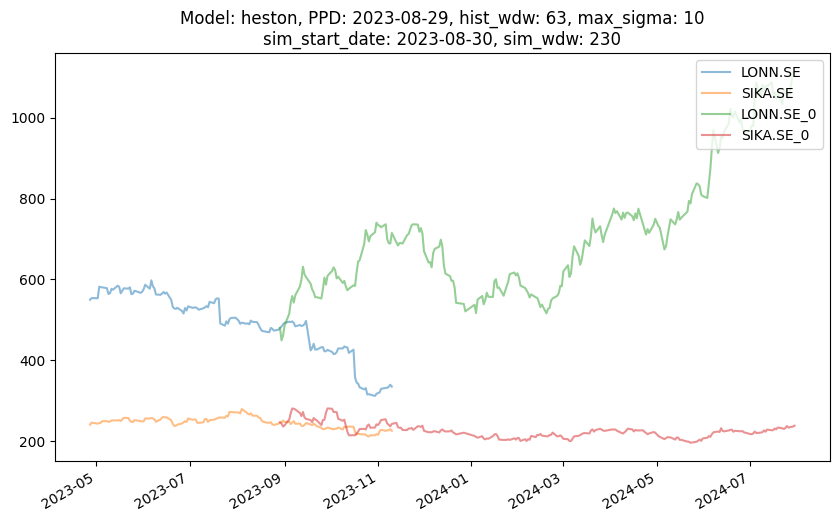 Model: heston, PPD: 2023-08-29, hist_wdw: 63, max_sigma: 10
sim_start_date: 2023-08-30, sim_wdw: 230
LONN.SE
SIKA.SE
LONN.SE_0
SIKA.SE_0
1000
800
600
400
200
2023-05
2023-07
2023-09
2023-11
2024-01
2024-03
2024-05
2024-07